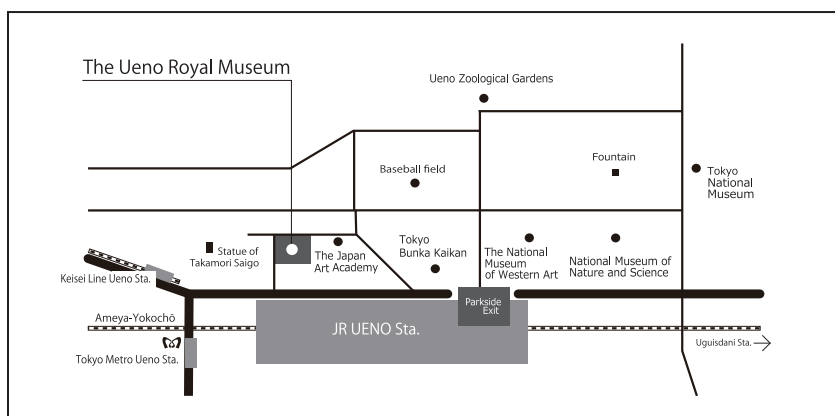 The Ueno Royal Museum
Ueno Zoological Gardens
Baseball field
Fountain
Tokyo
National
Museum
Statue of
Takamori Saigo
The Japan
Art Academy
Tokyo
Bunka Kaikan
The National
Museum
of Western Art
National Museum of
Nature and Science
Keisei Line Ueno Sta.
Parkside
Exit
Ameya-Yokochō
JR UENO Sta.
Uguisdani Sta.
Tokyo Metro Ueno Sta.